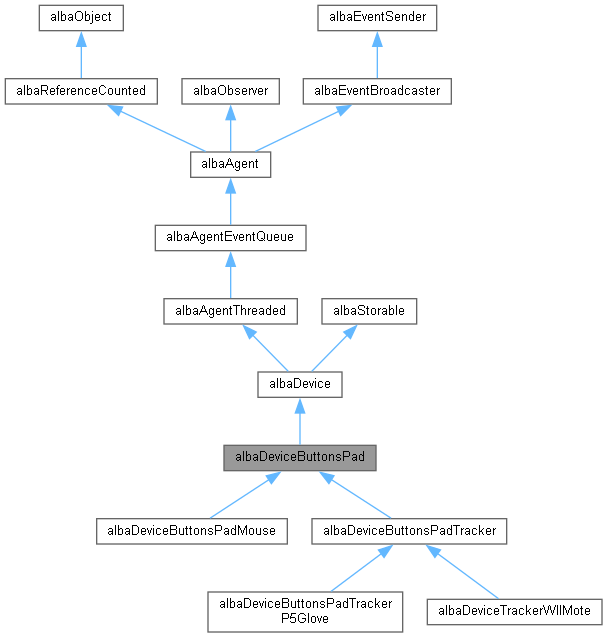 albaObject
albaEventSender
albaReferenceCounted
albaObserver
albaEventBroadcaster
albaAgent
albaAgentEventQueue
albaAgentThreaded
albaStorable
albaDevice
albaDeviceButtonsPad
albaDeviceButtonsPadMouse
albaDeviceButtonsPadTracker
albaDeviceButtonsPadTracker
P5Glove
albaDeviceTrackerWIIMote